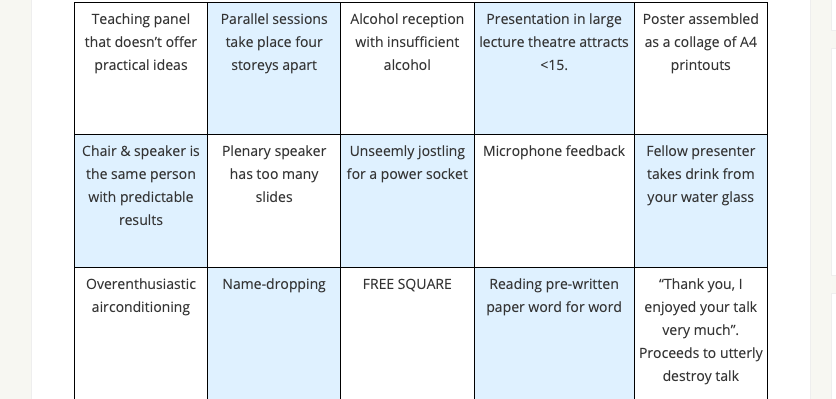 Teaching panel
that doesn’t offer
practical ideas
Parallel sessions
take place four
storeys apart
Alcohol reception
with insufficient
alcohol
Presentation in large
lecture theatre attracts
<15.
Poster assembled
as a collage of A4
printouts
Chair & speaker is
the same person
with predictable
results
Plenary speaker
has too many
slides
Unseemly jostling
for a power socket
Microphone feedback
Fellow presenter
takes drink from
your water glass
Overenthusiastic
airconditioning
Name-dropping
FREE SQUARE
Reading pre-written
paper word for word
“Thank you, I
enjoyed your talk
very much”.
Proceeds to utterly
destroy talk